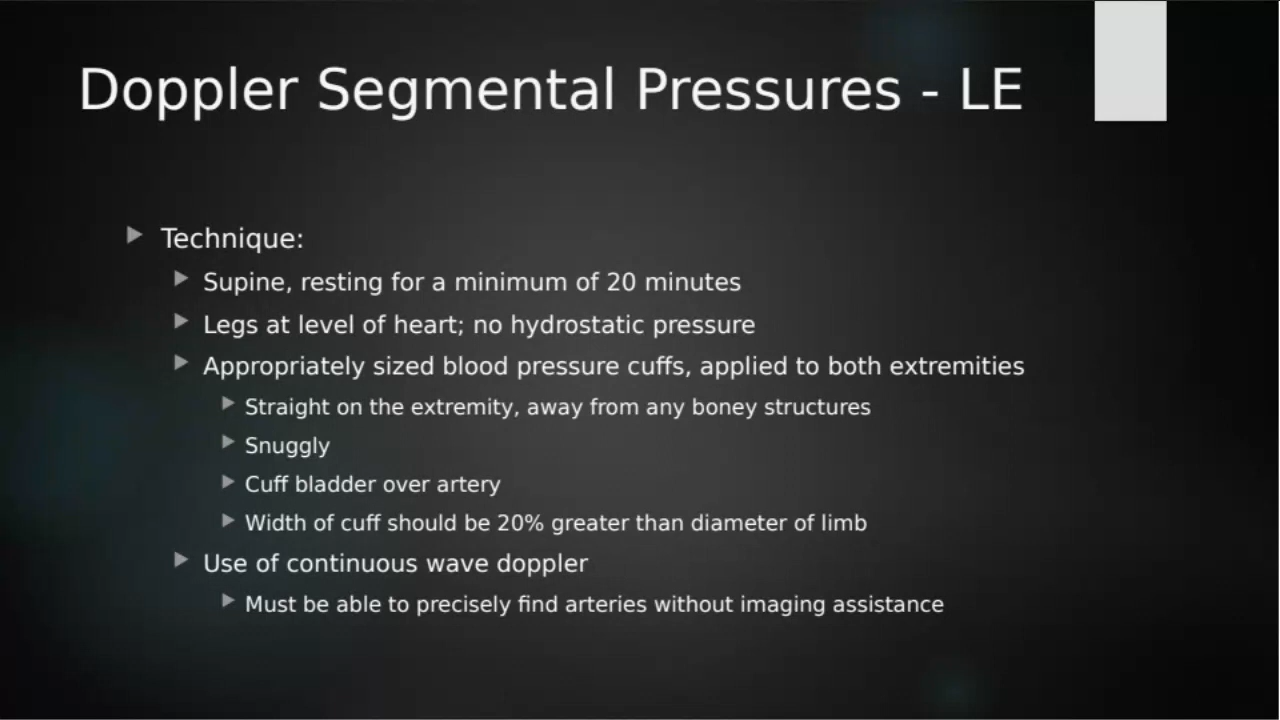 Doppler Segmental Pressures - LE
Technique:
Supine, resting for a minimum of 20 minutes
Legs at level of heart; no hydrostatic pressure
Appropriately sized blood pressure cuffs, applied to both extremities
Straight on the extremity, away from any boney structures
Snuggly
Cuff bladder over artery
Width of cuff should be 20% greater than diameter of limb
Use of continuous wave doppler
Must be able to precisely find arteries without imaging assistance